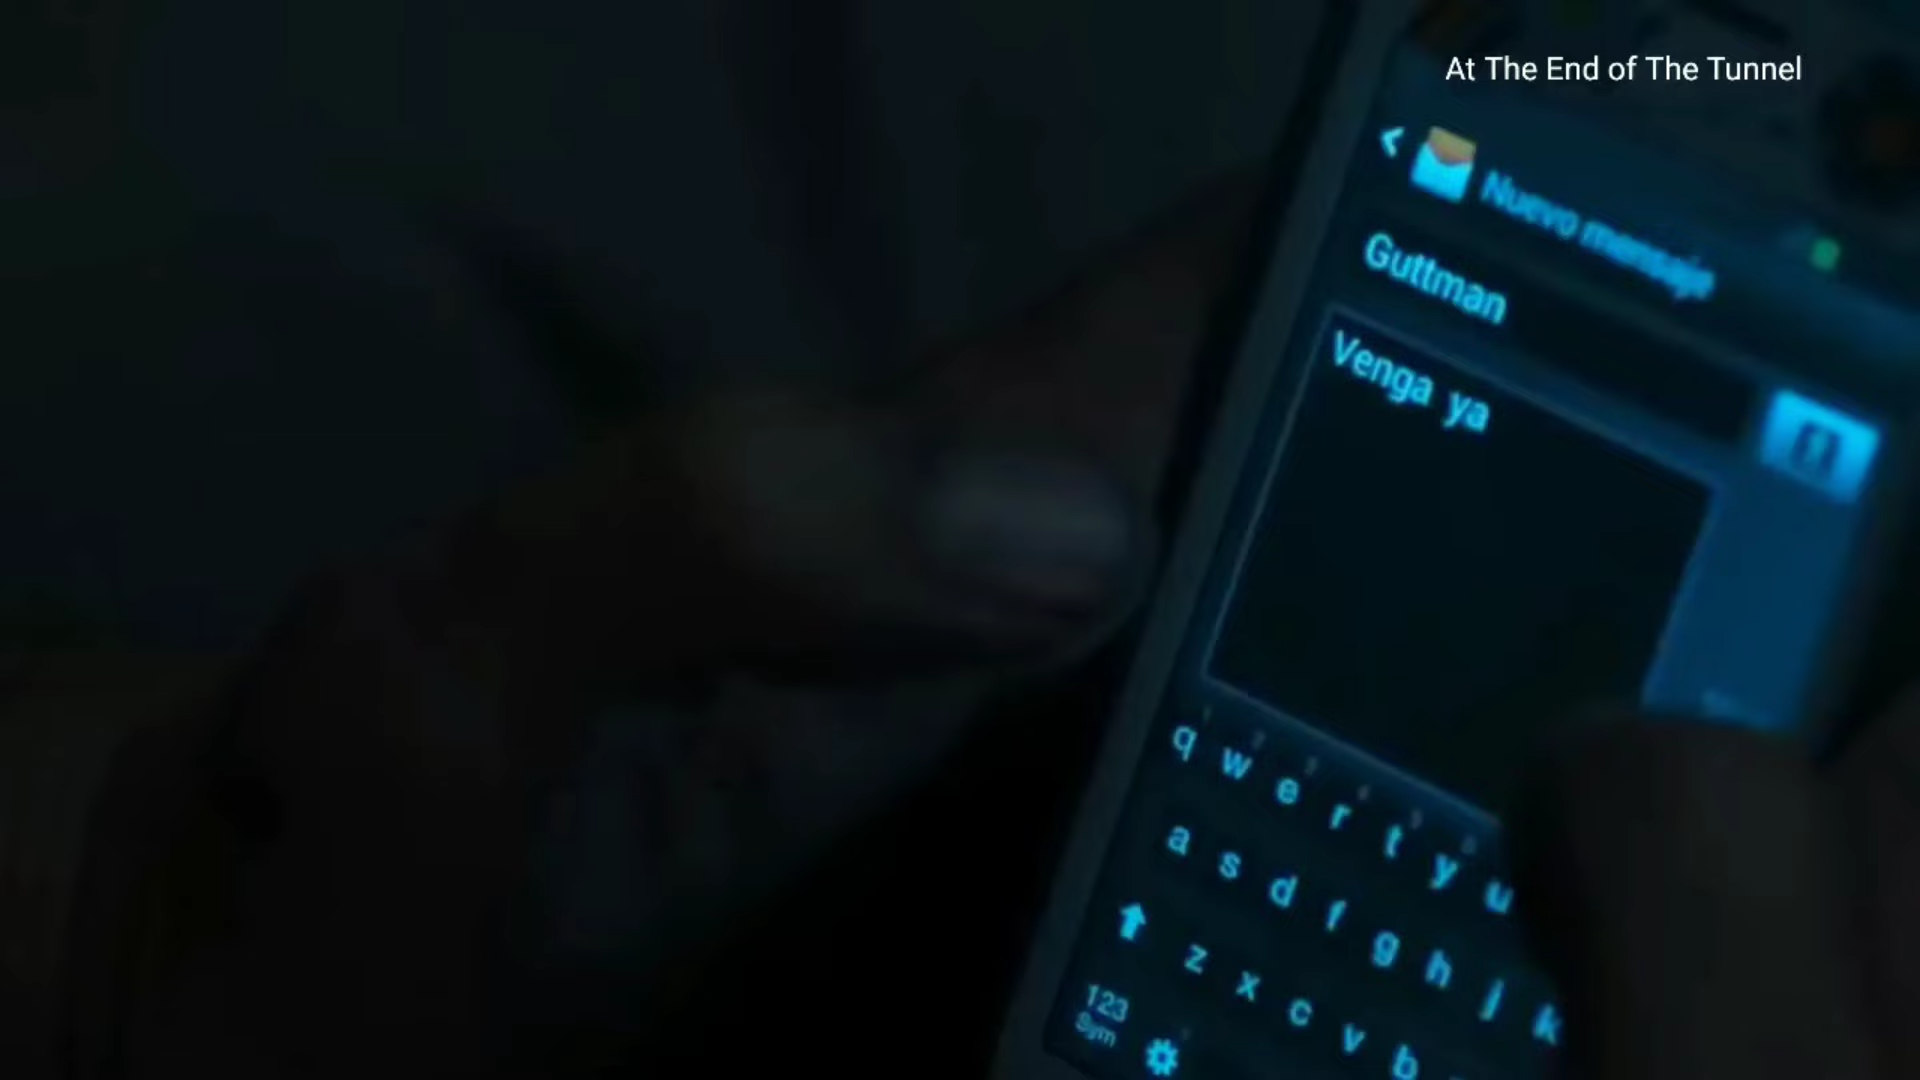 At The End of The Tunnel
Nuevo mensaje
Guttman
Venga ya
q w e r t y u
a s d f g h j k
z x c v b
123
Sym